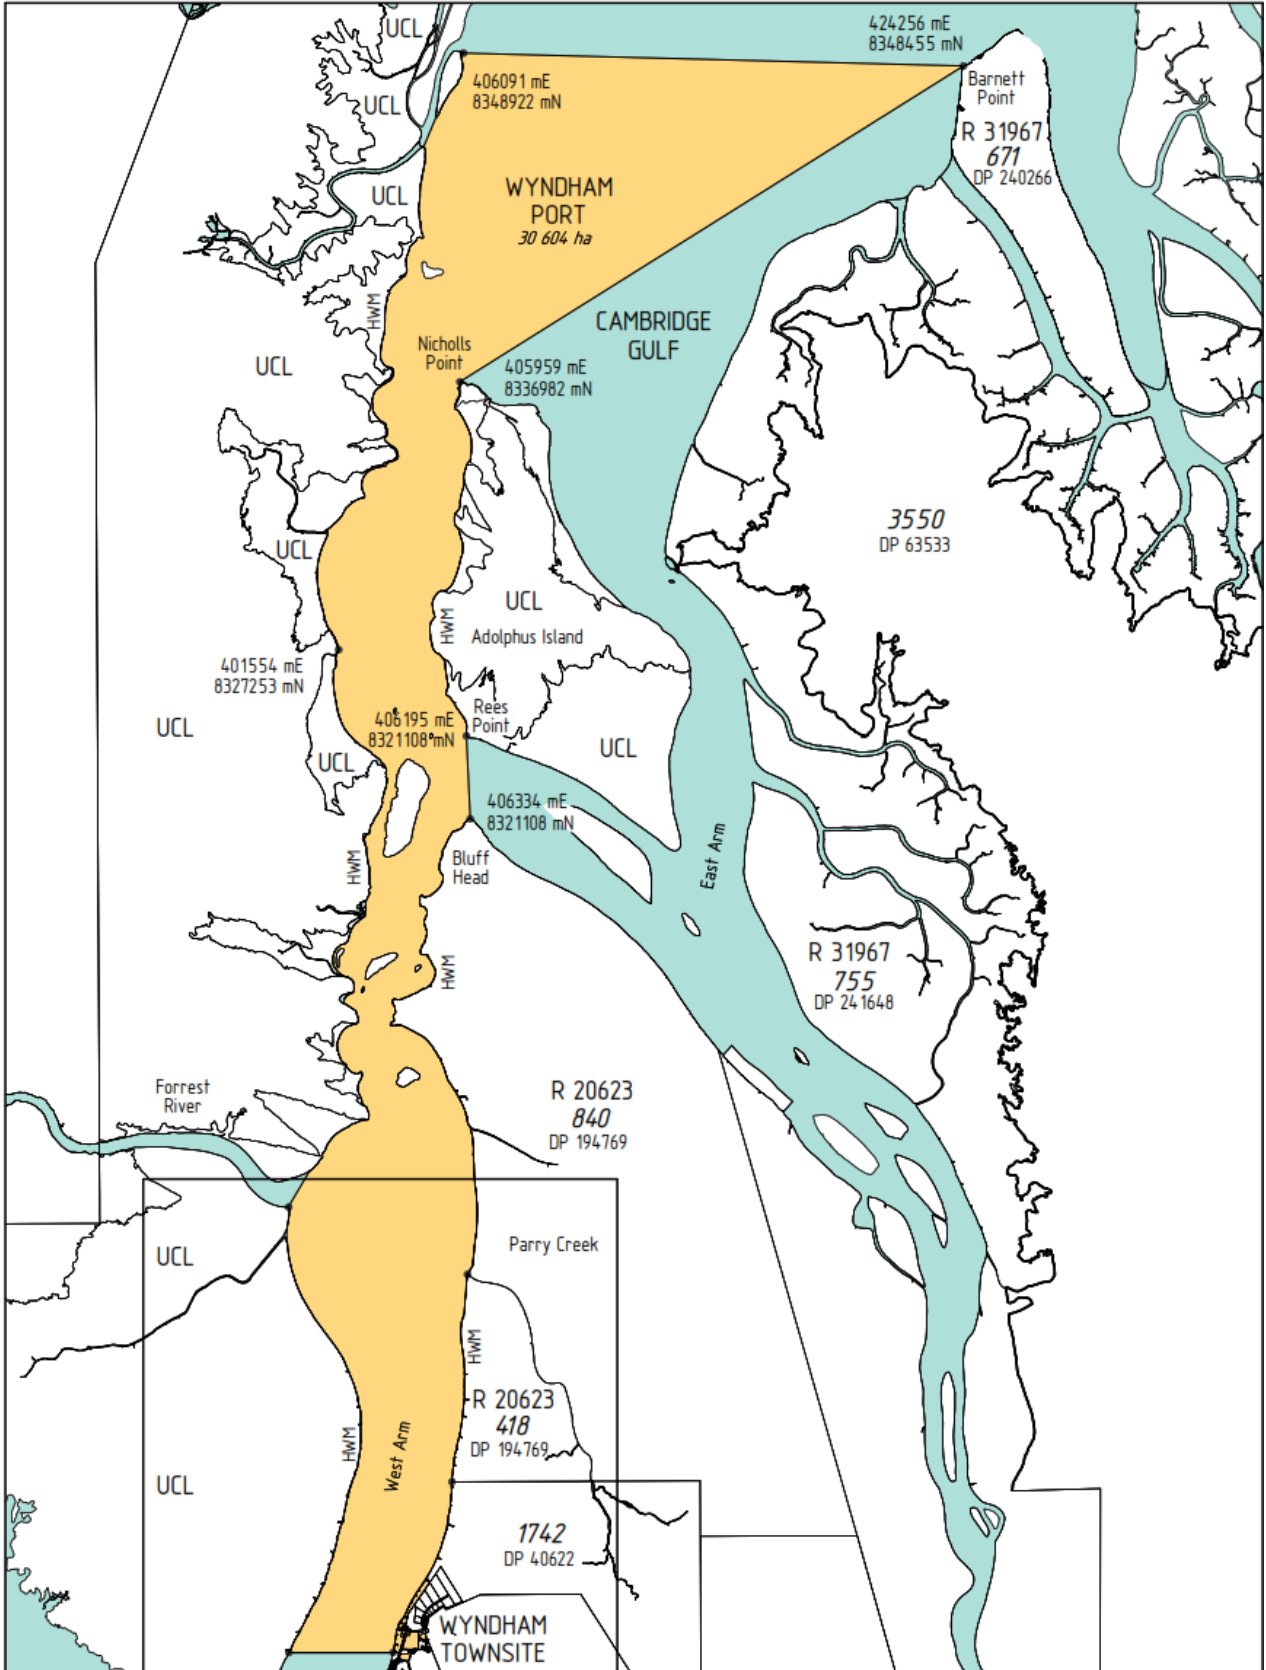 UCL
424256 mE
8348455 mN
406091 mE
8348922 mN
Barnett
Point
UCL
R 31967
671
DP 240266
UCL
WYNDHAM
PORT
30 604 ha
HWM
CAMBRIDGE
GULF
Nicholls
Point
UCL
405959 mE
8336982 mN
3550
DP 63533
UCL
UCL
HWM
Adolphus Island
401554 mE
8327253 mN
Rees
Point
406195 mE
8321108 mN
UCL
UCL
UCL
406334 mE
8321108 mN
East Arm
HWM
Bluff
Head
R 31967
755
DP 241648
HWM
Forrest
River
R 20623
840
DP 194769
UCL
Parry Creek
HWM
R 20623
418
DP 194769
HWM
West Arm
UCL
1742
DP 40622
WYNDHAM
TOWNSITE